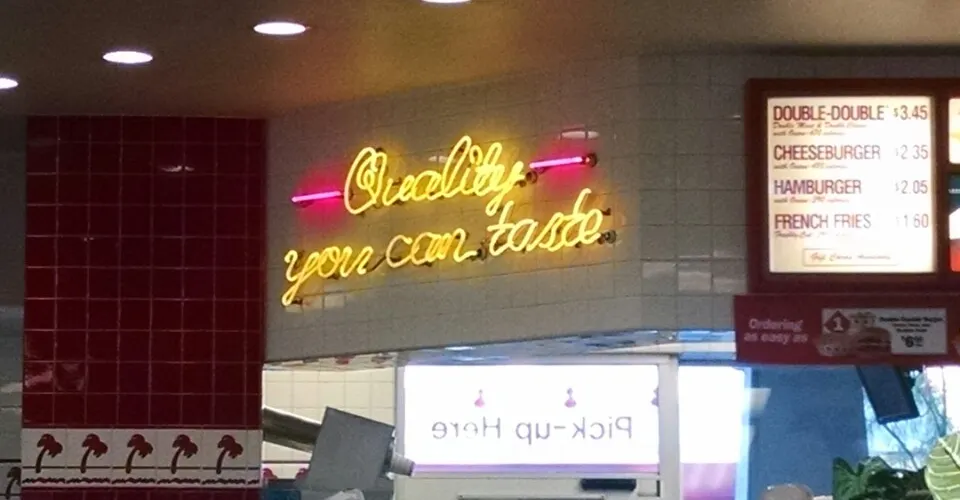 Quality
you can taste
DOUBLE-DOUBLE $3.45
CHEESEBURGER $2.35
HAMBURGER $2.05
FRENCH FRIES $1.60
Ordering
as easy as
1
Pick-up Here